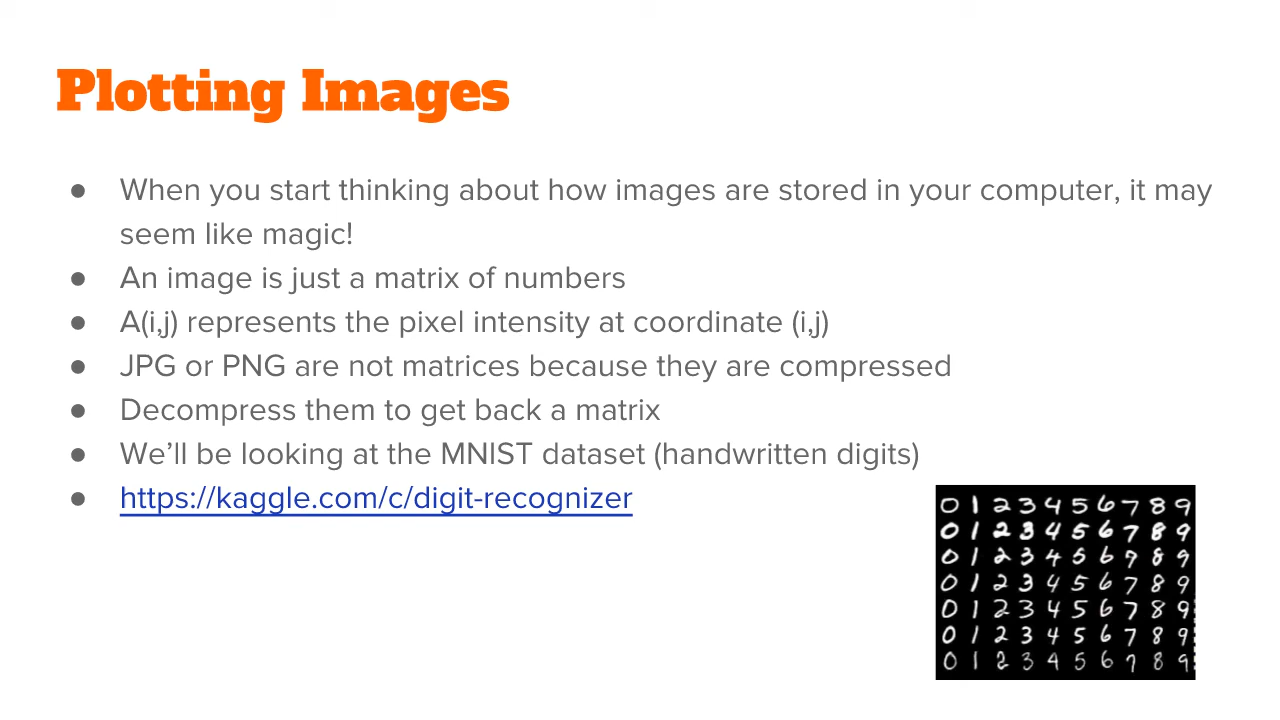 Plotting Images
● When you start thinking about how images are stored in your computer, it may
seem like magic!
● An image is just a matrix of numbers
● A(i,j) represents the pixel intensity at coordinate (i,j)
● JPG or PNG are not matrices because they are compressed
● Decompress them to get back a matrix
● We’ll be looking at the MNIST dataset (handwritten digits)
● https://kaggle.com/c/digit-recognizer
0 1 2 3 4 5 6 7 8 9
0 1 2 3 4 5 6 7 8 9
0 1 2 3 4 5 6 7 8 9
0 1 2 3 4 5 6 7 8 9
0 1 2 3 4 5 6 7 8 9
0 1 2 3 4 5 6 7 8 9
0 1 2 3 4 5 6 7 8 9